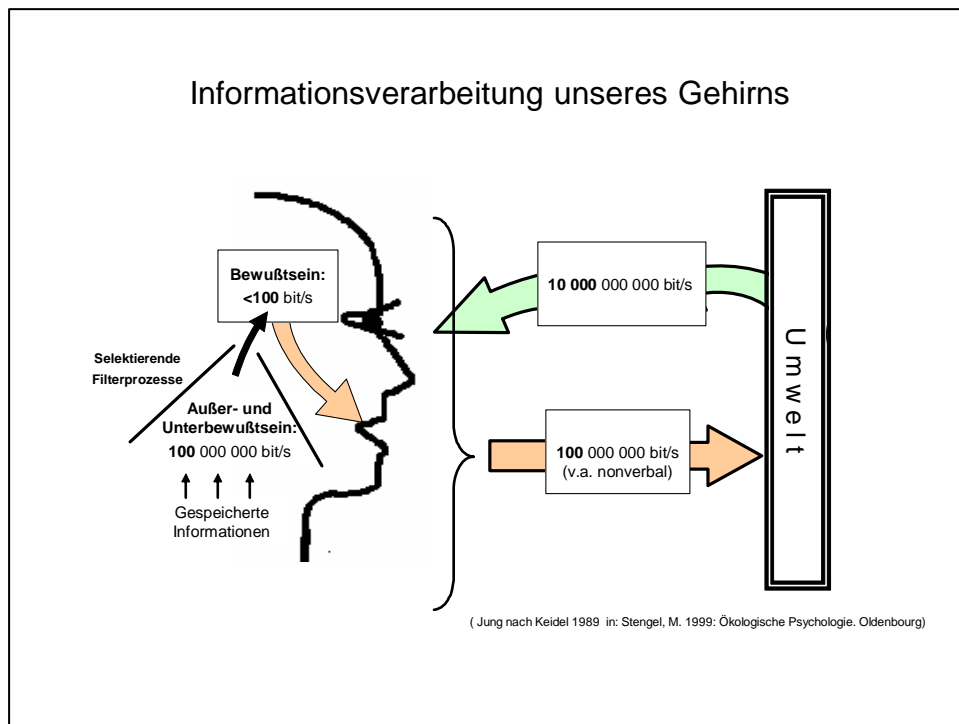 Informationsverarbeitung unseres Gehirns
Bewußtsein:
<100 bit/s
Selektierende
Filterprozesse
Außer- und
Unterbewußtsein:
100 000 000 bit/s
Gespeicherte
Informationen
10 000 000 000 bit/s
100 000 000 bit/s
(v.a. nonverbal)
Umwelt
( Jung nach Keidel 1989 in: Stengel, M. 1999: Ökologische Psychologie. Oldenbourg)